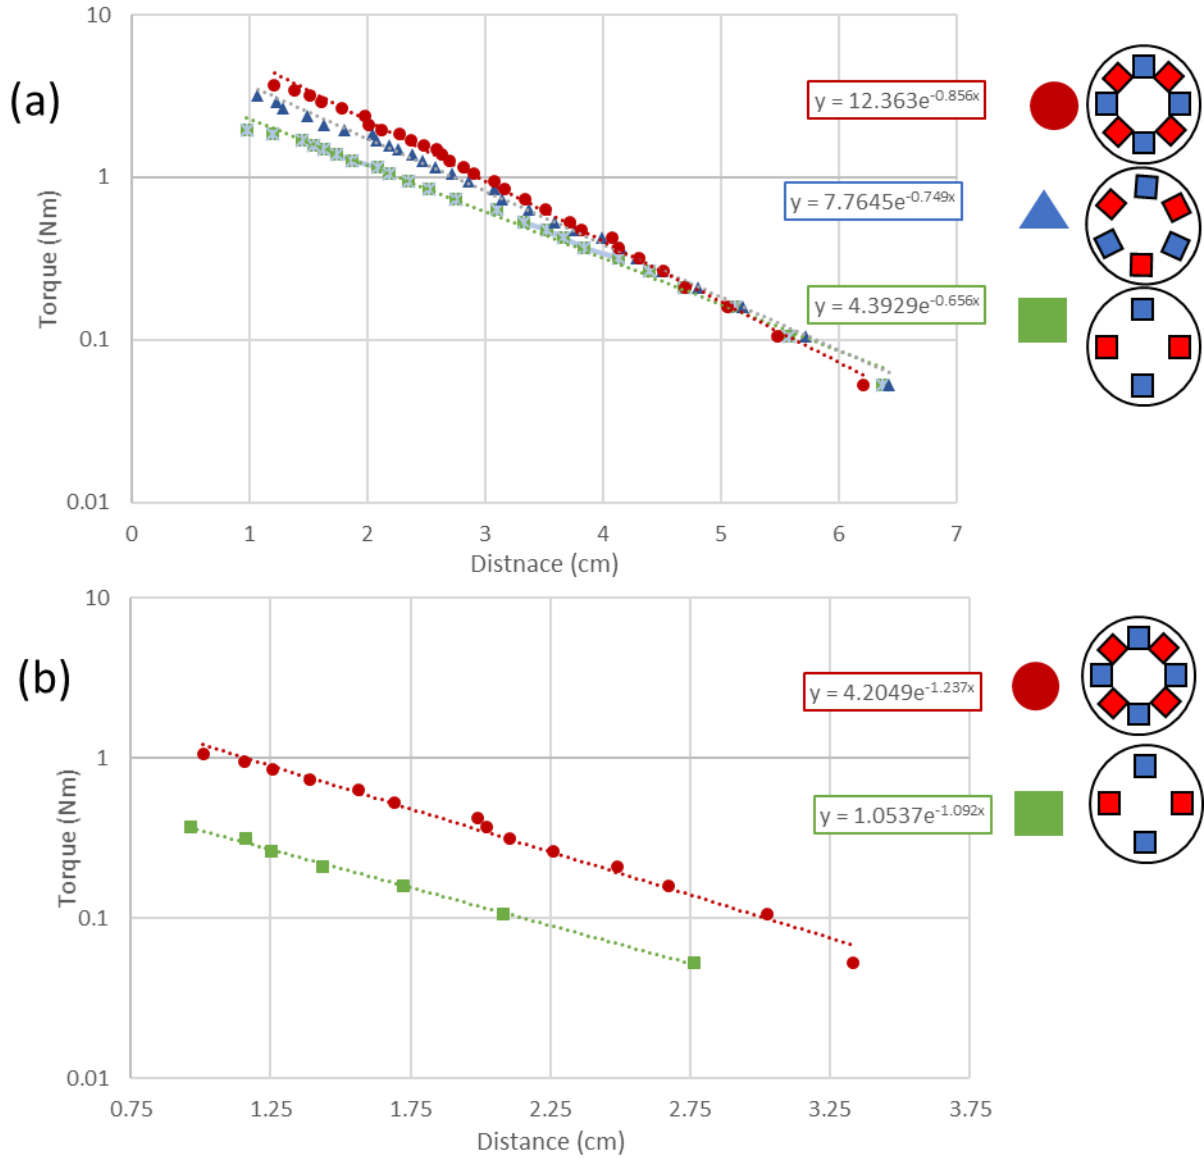 (a)
10
1
0.1
0.01
Torque (Nm)
y = 12.363e^-0.856x
y = 7.7645e^-0.749x
y = 4.3929e^-0.656x
0 1 2 3 4 5 6 7
Distnace (cm)
(b)
10
1
0.1
0.01
Torque (Nm)
y = 4.2049e^-1.237x
y = 1.0537e^-1.092x
0.75 1.25 1.75 2.25 2.75 3.25 3.75
Distance (cm)